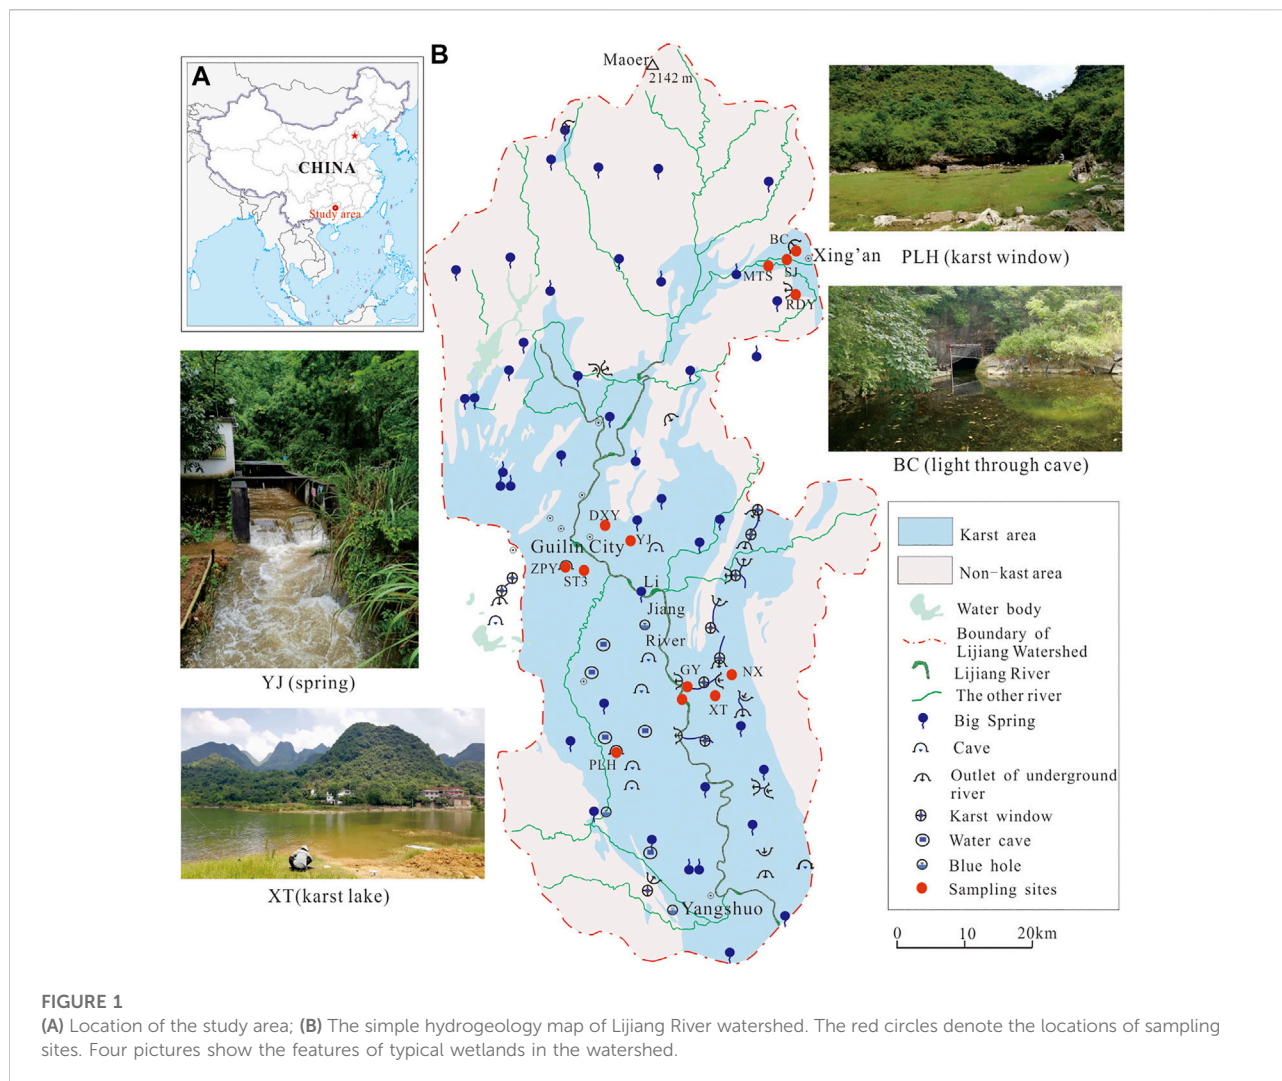 A
CHINA
Study area
B
Maoer
2142 m
BC
Xing'an
MTS
SJ
RDY
DXY
YJ
Guilin City
ZPY
ST3
Li
Jiang
River
GY
NX
XT
PLH
Yangshuo
PLH (karst window)
BC (light through cave)
YJ (spring)
XT(karst lake)
Karst area
Non-kast area
Water body
Boundary of
Lijiang Watershed
Lijiang River
The other river
Big Spring
Cave
Outlet of underground
river
Karst window
Water cave
Blue hole
Sampling sites
0 10 20km
FIGURE 1
(A) Location of the study area; (B) The simple hydrogeology map of Lijiang River watershed. The red circles denote the locations of sampling
sites. Four pictures show the features of typical wetlands in the watershed.